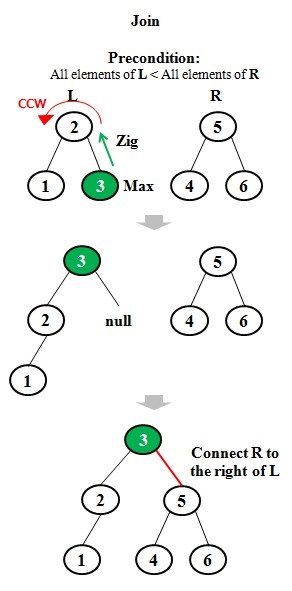 Join
Precondition:
All elements of L < All elements of R
L
R
CCW
2
5
Zig
1
3
Max
4
6
3
5
2
null
4
6
1
3
Connect R to
the right of L
2
5
1
4
6